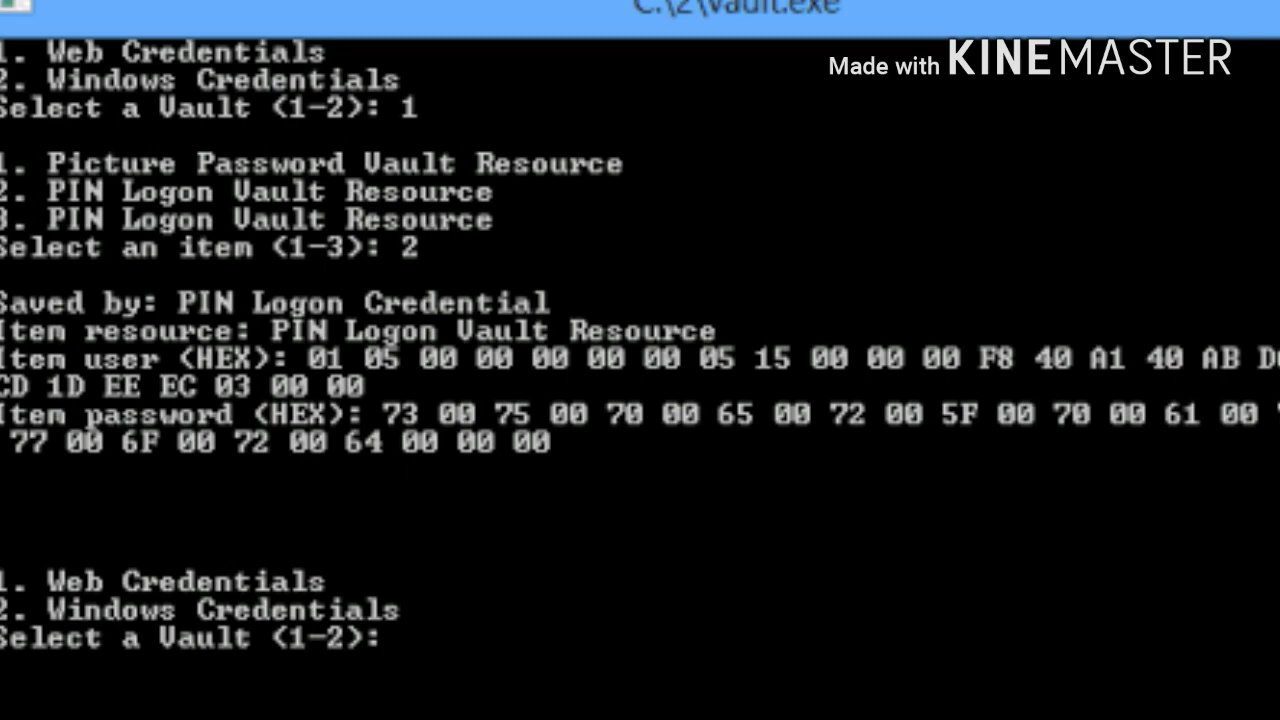 C:\2\vault.exe
Made with KINEMASTER
1. Web Credentials
2. Windows Credentials
Select a Vault (1-2): 1
1. Picture Password Vault Resource
2. PIN Logon Vault Resource
3. PIN Logon Vault Resource
Select an item (1-3): 2
Saved by: PIN Logon Credential
Item resource: PIN Logon Vault Resource
Item user (HEX): 01 05 00 00 00 00 00 05 15 00 00 00 F8 40 A1 40 AB
CD 1D EE EC 03 00 00
Item password (HEX): 73 00 75 00 70 00 65 00 72 00 5F 00 70 00 61 00
77 00 6F 00 72 00 64 00 00 00
1. Web Credentials
2. Windows Credentials
Select a Vault (1-2):